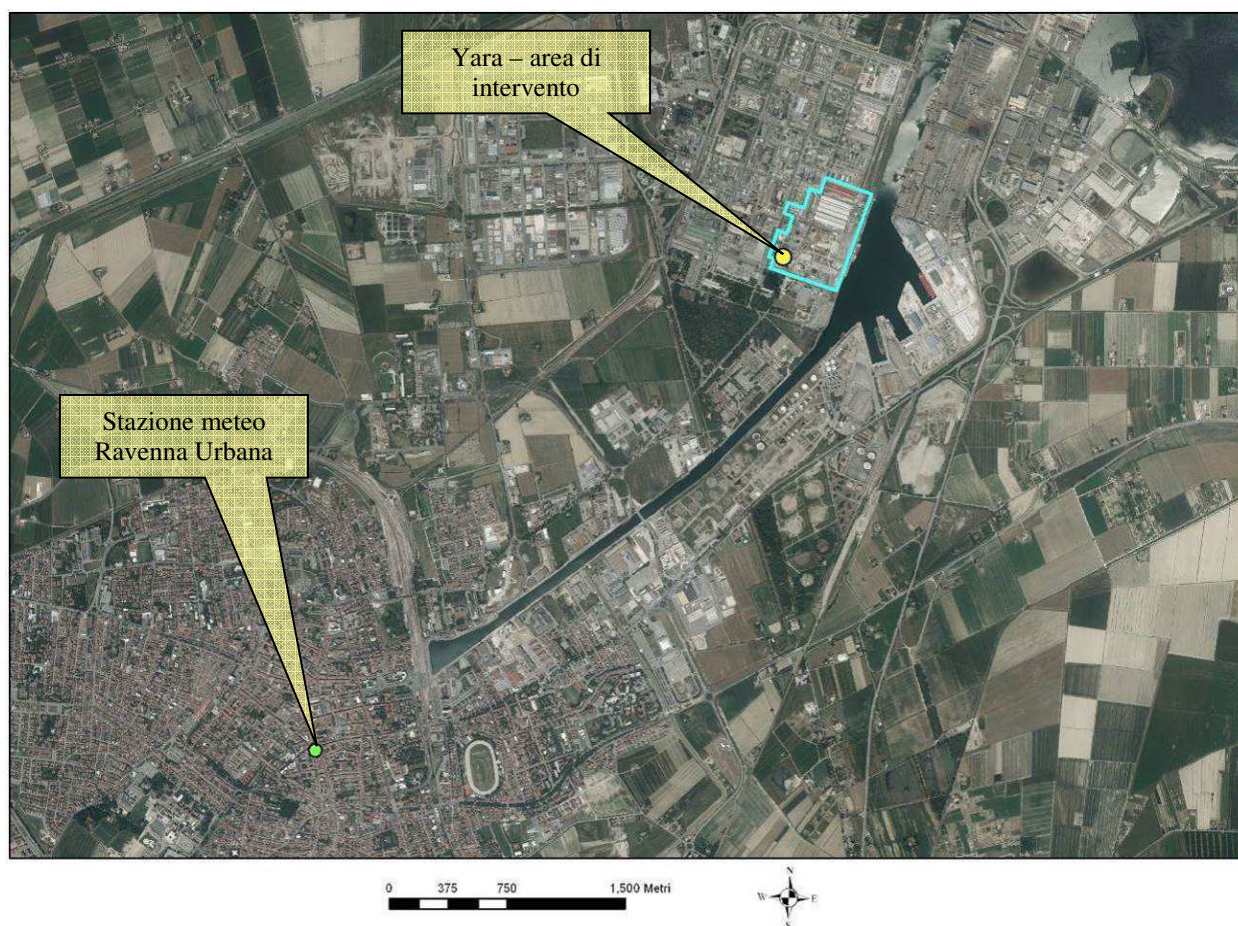 Yara – area di
intervento
Stazione meteo
Ravenna Urbana
0 375 750 1,500 Metri
N
W E
S